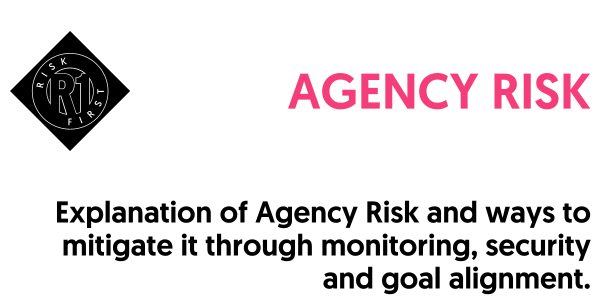 RISK
R1
FIRST
AGENCY RISK
Explanation of Agency Risk and ways to
mitigate it through monitoring, security
and goal alignment.